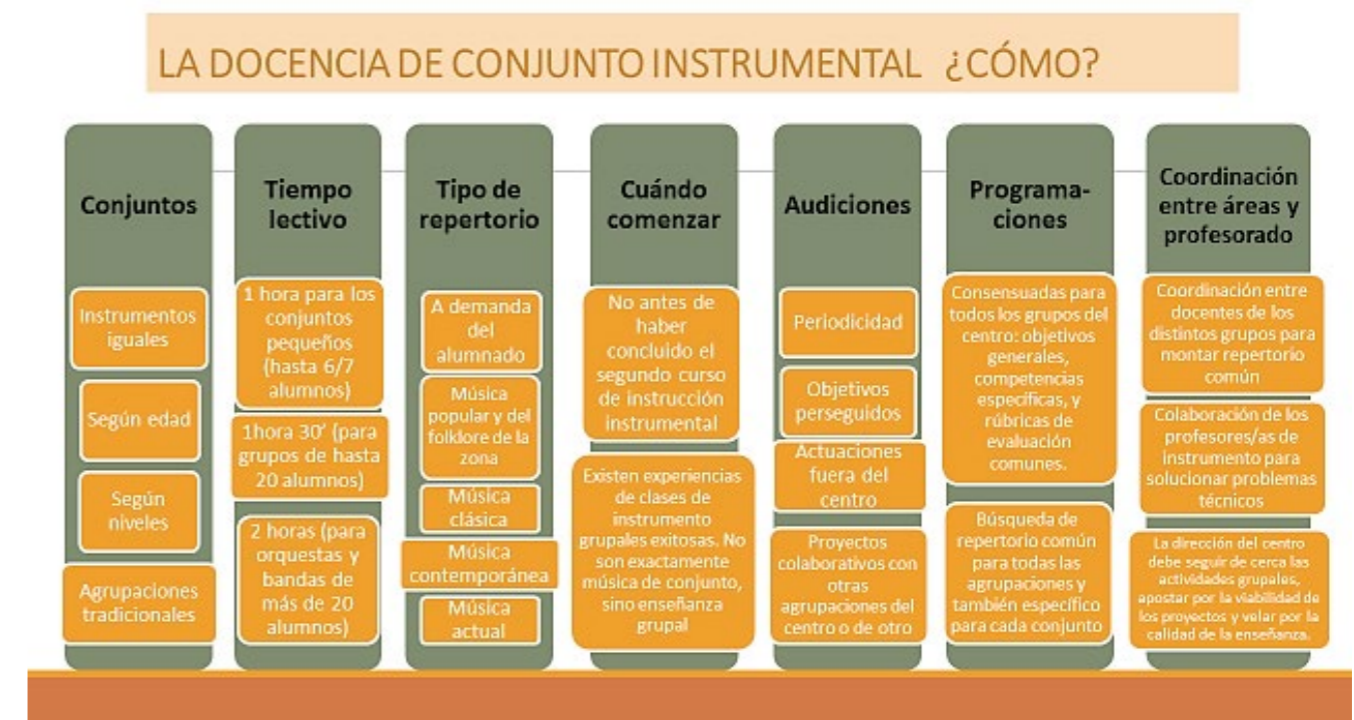 LA DOCENCIA DE CONJUNTO INSTRUMENTAL ¿CÓMO?
Conjuntos
Instrumentos
iguales
Según edad
Según
niveles
Agrupaciones
tradicionales
Tiempo
lectivo
1 hora para los
conjuntos
pequeños
(hasta 6/7
alumnos)
1hora 30' (para
grupos de hasta
20 alumnos)
2 horas (para
orquestas y
bandas de
más de 20
alumnos)
Tipo de
repertorio
A demanda
del
alumnado
Música
popular y del
folklore de la
zona
Música
clásica
Música
contemporánea
Música
actual
Cuándo
comenzar
No antes de
haber
concluido el
segundo curso
de instrucción
instrumental
Existen experiencias
de clases de
instrumento
grupales exitosas. No
son exactamente
música de conjunto,
sino enseñanza
grupal
Audiciones
Periodicidad
Objetivos
perseguidos
Actuaciones
fuera del
centro
Proyectos
colaborativos con
otras
agrupaciones del
centro o de otro
Programa-
ciones
Consensuadas para
todos los grupos del
centro: objetivos
generales,
competencias
específicas, y
rúbricas de
evaluación
comunes.
Búsqueda de
repertorio común
para todas las
agrupaciones y
también específico
para cada conjunto
Coordinación
entre áreas y
profesorado
Coordinación entre
docentes de los
distintos grupos para
montar repertorio
común
Colaboración de los
profesores/as de
instrumento para
solucionar problemas
técnicos
La dirección del centro
debe seguir de cerca las
actividades grupales,
apostar por la viabilidad de
los proyectos y velar por la
calidad de la enseñanza.